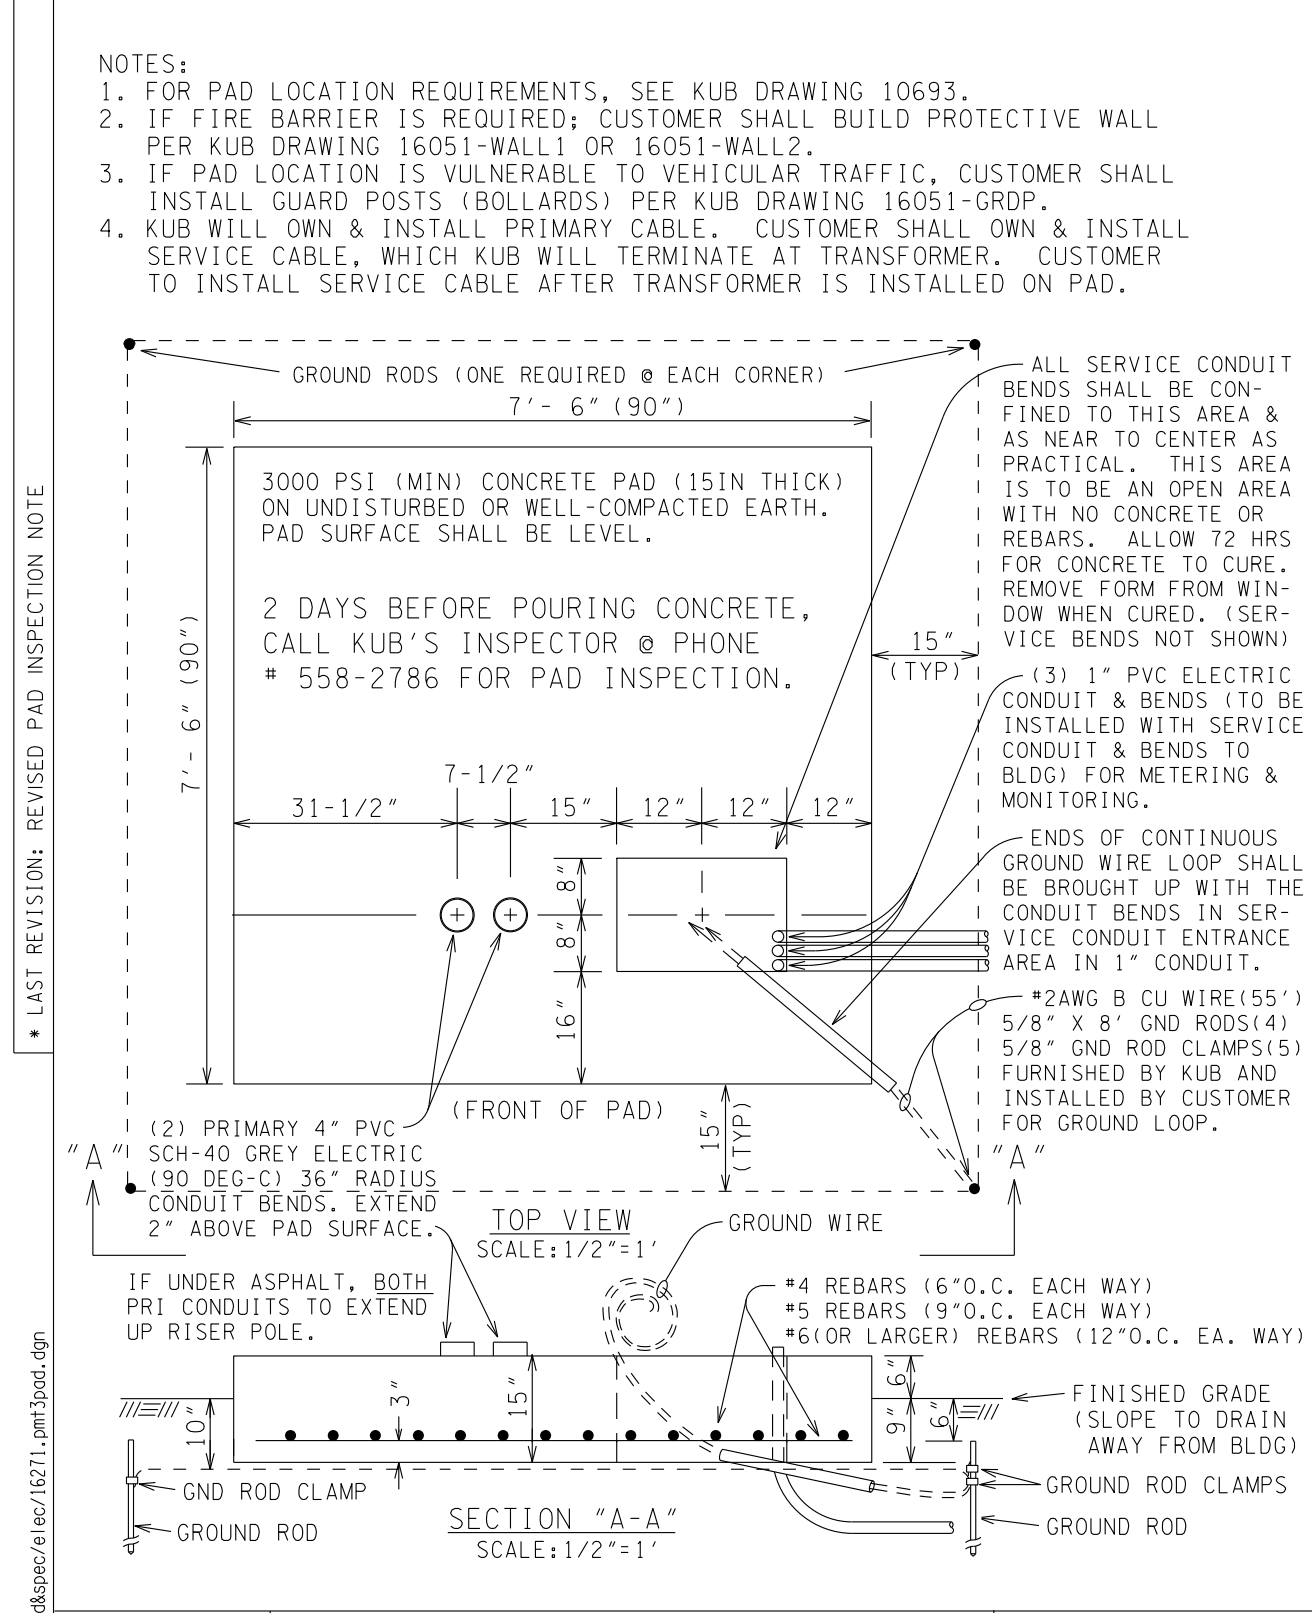 NOTES:
1. FOR PAD LOCATION REQUIREMENTS, SEE KUB DRAWING 10693.
2. IF FIRE BARRIER IS REQUIRED; CUSTOMER SHALL BUILD PROTECTIVE WALL
PER KUB DRAWING 16051-WALL1 OR 16051-WALL2.
3. IF PAD LOCATION IS VULNERABLE TO VEHICULAR TRAFFIC, CUSTOMER SHALL
INSTALL GUARD POSTS (BOLLARDS) PER KUB DRAWING 16051-GRDP.
4. KUB WILL OWN & INSTALL PRIMARY CABLE. CUSTOMER SHALL OWN & INSTALL
SERVICE CABLE, WHICH KUB WILL TERMINATE AT TRANSFORMER. CUSTOMER
TO INSTALL SERVICE CABLE AFTER TRANSFORMER IS INSTALLED ON PAD.
GROUND RODS (ONE REQUIRED @ EACH CORNER)
7'- 6" (90")
3000 PSI (MIN) CONCRETE PAD (15IN THICK)
ON UNDISTURBED OR WELL-COMPACTED EARTH.
PAD SURFACE SHALL BE LEVEL.
2 DAYS BEFORE POURING CONCRETE,
CALL KUB'S INSPECTOR @ PHONE
# 558-2786 FOR PAD INSPECTION.
7'- 6" (90")
15"
(TYP)
7-1/2"
31-1/2"
15"
12"
12"
12"
8"
8"
16"
(FRONT OF PAD)
15"
(TYP)
ALL SERVICE CONDUIT
BENDS SHALL BE CON-
FINED TO THIS AREA &
AS NEAR TO CENTER AS
PRACTICAL. THIS AREA
IS TO BE AN OPEN AREA
WITH NO CONCRETE OR
REBARS. ALLOW 72 HRS
FOR CONCRETE TO CURE.
REMOVE FORM FROM WIN-
DOW WHEN CURED. (SER-
VICE BENDS NOT SHOWN)
(3) 1" PVC ELECTRIC
CONDUIT & BENDS (TO BE
INSTALLED WITH SERVICE
CONDUIT & BENDS TO
BLDG) FOR METERING &
MONITORING.
ENDS OF CONTINUOUS
GROUND WIRE LOOP SHALL
BE BROUGHT UP WITH THE
CONDUIT BENDS IN SER-
VICE CONDUIT ENTRANCE
AREA IN 1" CONDUIT.
#2AWG B CU WIRE(55')
5/8" X 8' GND RODS(4)
5/8" GND ROD CLAMPS(5)
FURNISHED BY KUB AND
INSTALLED BY CUSTOMER
FOR GROUND LOOP.
(2) PRIMARY 4" PVC
SCH-40 GREY ELECTRIC
(90 DEG-C) 36" RADIUS
CONDUIT BENDS. EXTEND
2" ABOVE PAD SURFACE.
"A"
"A"
TOP VIEW
SCALE:1/2"=1'
GROUND WIRE
IF UNDER ASPHALT, BOTH
PRI CONDUITS TO EXTEND
UP RISER POLE.
#4 REBARS (6"O.C. EACH WAY)
#5 REBARS (9"O.C. EACH WAY)
#6(OR LARGER) REBARS (12"O.C. EA. WAY)
10"
3"
15"
6"
9"
6"
FINISHED GRADE
(SLOPE TO DRAIN
AWAY FROM BLDG)
GND ROD CLAMP
GROUND ROD
GROUND ROD CLAMPS
GROUND ROD
SECTION "A-A"
SCALE:1/2"=1'
* LAST REVISION: REVISED PAD INSPECTION NOTE
d&spec/elec/16271.pmt3pad.dgn